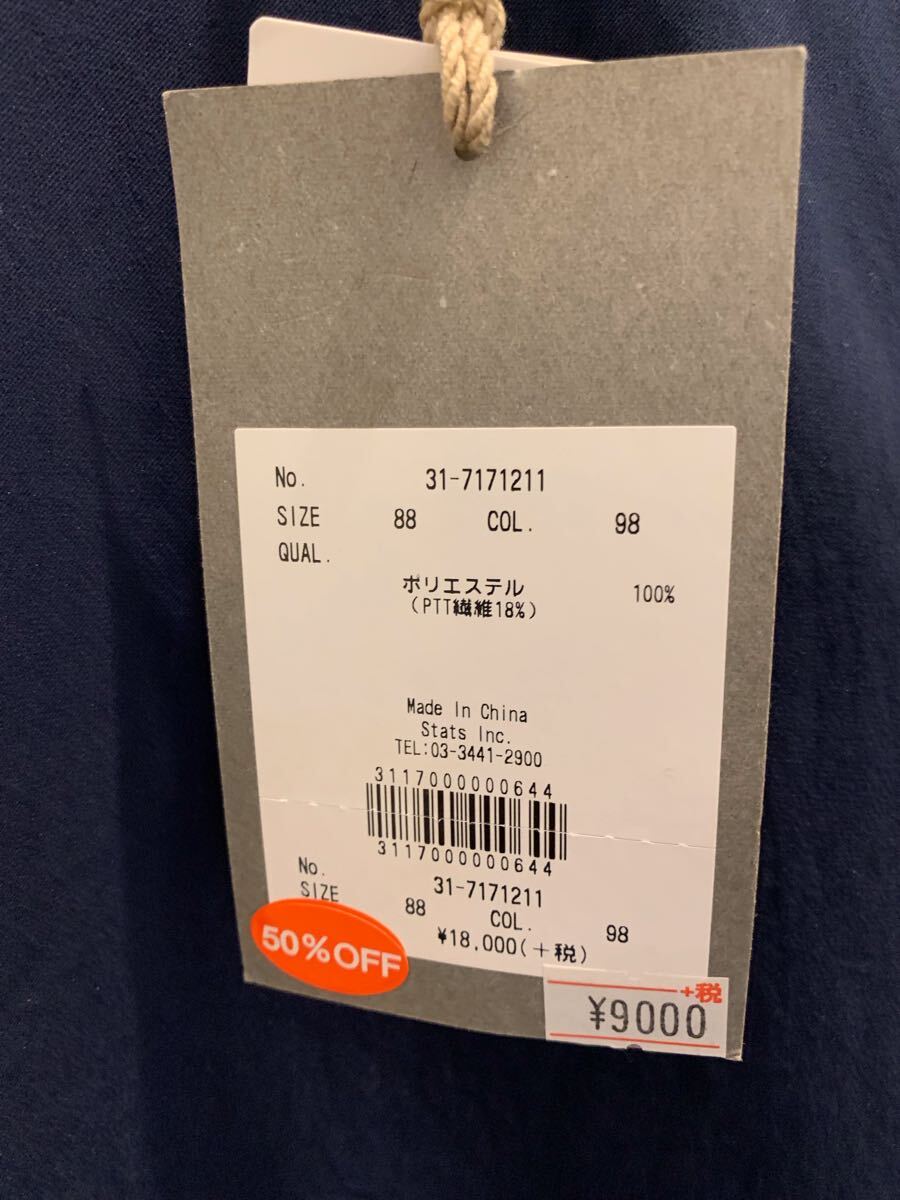 No. 31-7171211
SIZE 88 COL. 98
QUAL.
ポリエステル 100%
(PTT繊維18%)
Made In China
Stats Inc.
TEL:03-3441-2900
3117000000644
3117000000644
No. 31-7171211
SIZE 88 COL. 98
¥18,000(+税)
50%OFF
+税
¥9000